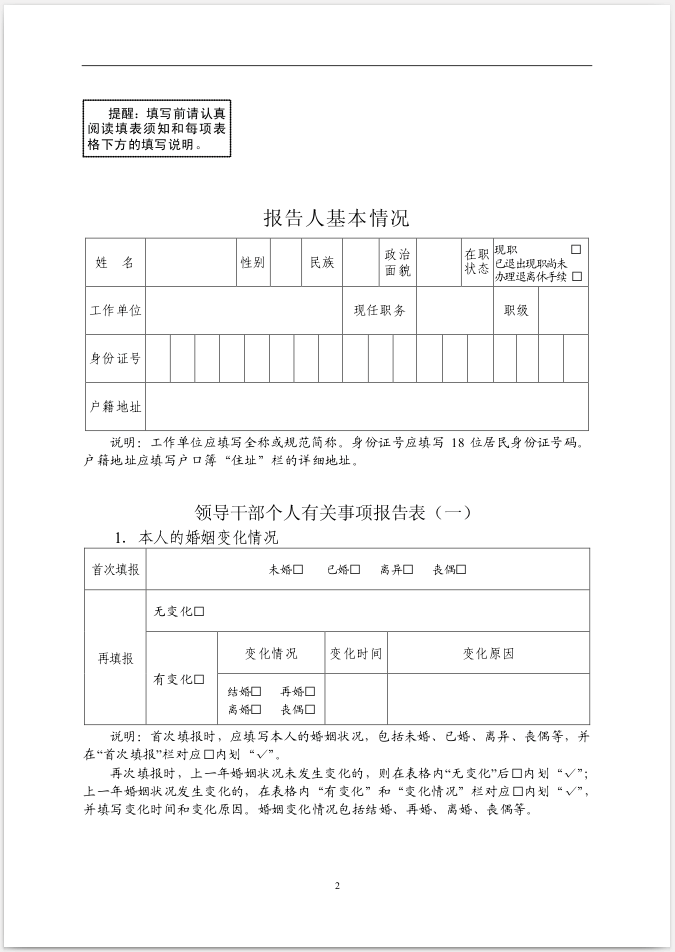 提醒：填写前请认真
阅读填表须知和每项表
格下方的填写说明。
报告人基本情况
姓 名 性别 民族 政治面貌 在职状态 现职 □
已退出现职尚未
办理退离休手续 □
工作单位 现任职务 职级
身份证号
户籍地址
说明：工作单位应填写全称或规范简称。身份证号应填写 18 位居民身份证号码。
户籍地址应填写户口簿“住址”栏的详细地址。
领导干部个人有关事项报告表（一）
1. 本人的婚姻变化情况
首次填报 未婚□ 已婚□ 离异□ 丧偶□
再填报 无变化□
有变化□ 变化情况 变化时间 变化原因
结婚□ 再婚□
离婚□ 丧偶□
说明：首次填报时，应填写本人的婚姻状况，包括未婚、已婚、离异、丧偶等，并
在“首次填报”栏对应□内划“√”。
再次填报时，上一年婚姻状况未发生变化的，则在表格内“无变化”后□内划“√”；
上一年婚姻状况发生变化的，在表格内“有变化”和“变化情况”栏对应□内划“√”，
并填写变化时间和变化原因。婚姻变化情况包括结婚、再婚、离婚、丧偶等。
2